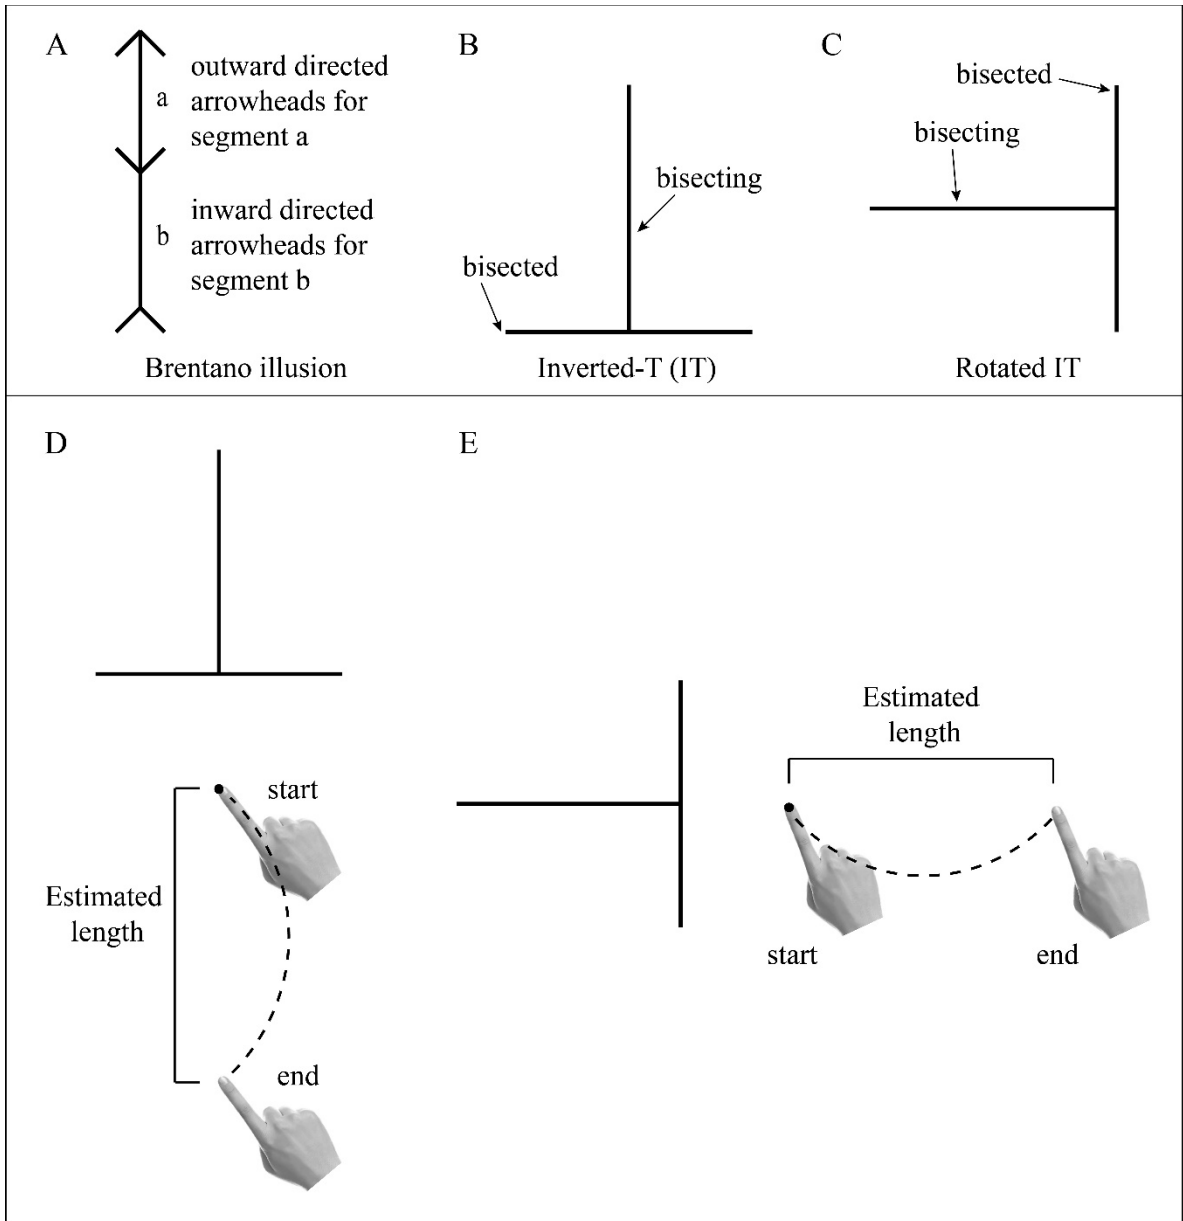 A
a
outward directed
arrowheads for
segment a
b
inward directed
arrowheads for
segment b
Brentano illusion
B
bisecting
bisected
Inverted-T (IT)
C
bisected
bisecting
Rotated IT
D
start
Estimated
length
end
E
Estimated
length
start
end